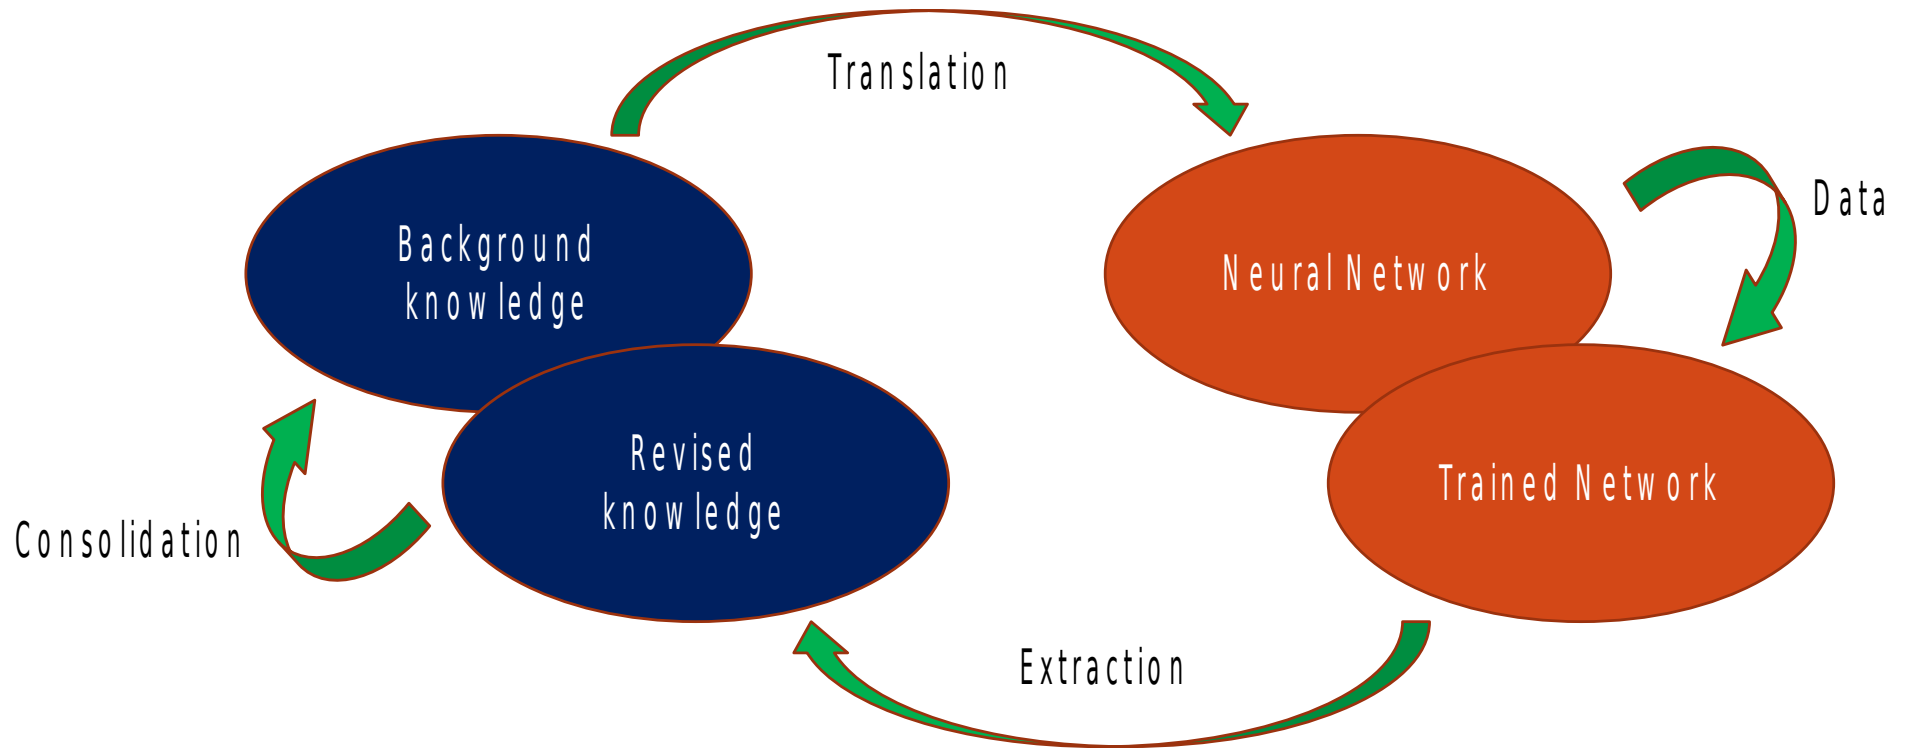 Translation
Data
Background
knowledge
Neural Network
Revised
knowledge
Trained Network
Consolidation
Extraction